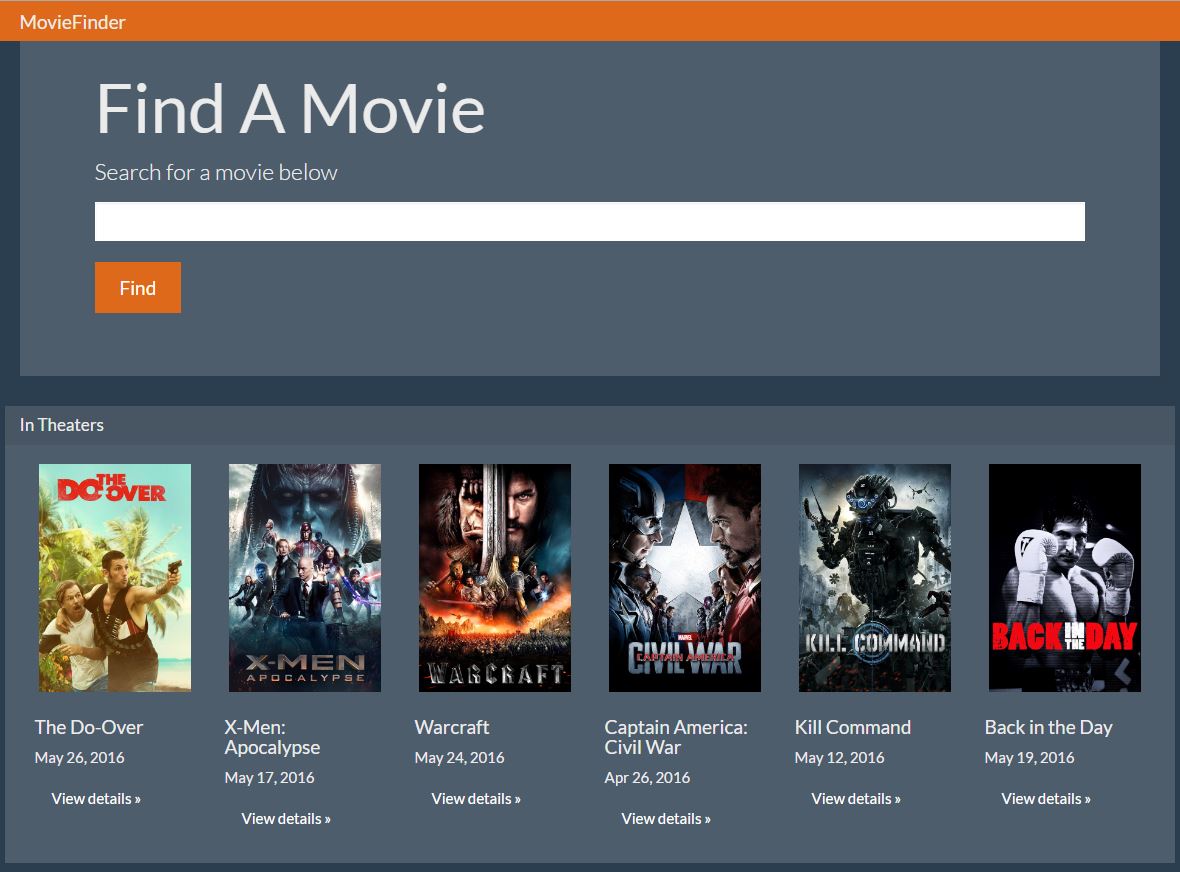 MovieFinder
Find A Movie
Search for a movie below
Find
In Theaters
THE
DO OVER
X-MEN
APOCALYPSE
WARCRAFT
MARVEL
CIVIL WAR
CAPTAIN AMERICA
KILL COMMAND
BACK IN THE DAY
The Do-Over
May 26, 2016
View details »
X-Men:
Apocalypse
May 17, 2016
View details »
Warcraft
May 24, 2016
View details »
Captain America:
Civil War
Apr 26, 2016
View details »
Kill Command
May 12, 2016
View details »
Back in the Day
May 19, 2016
View details »